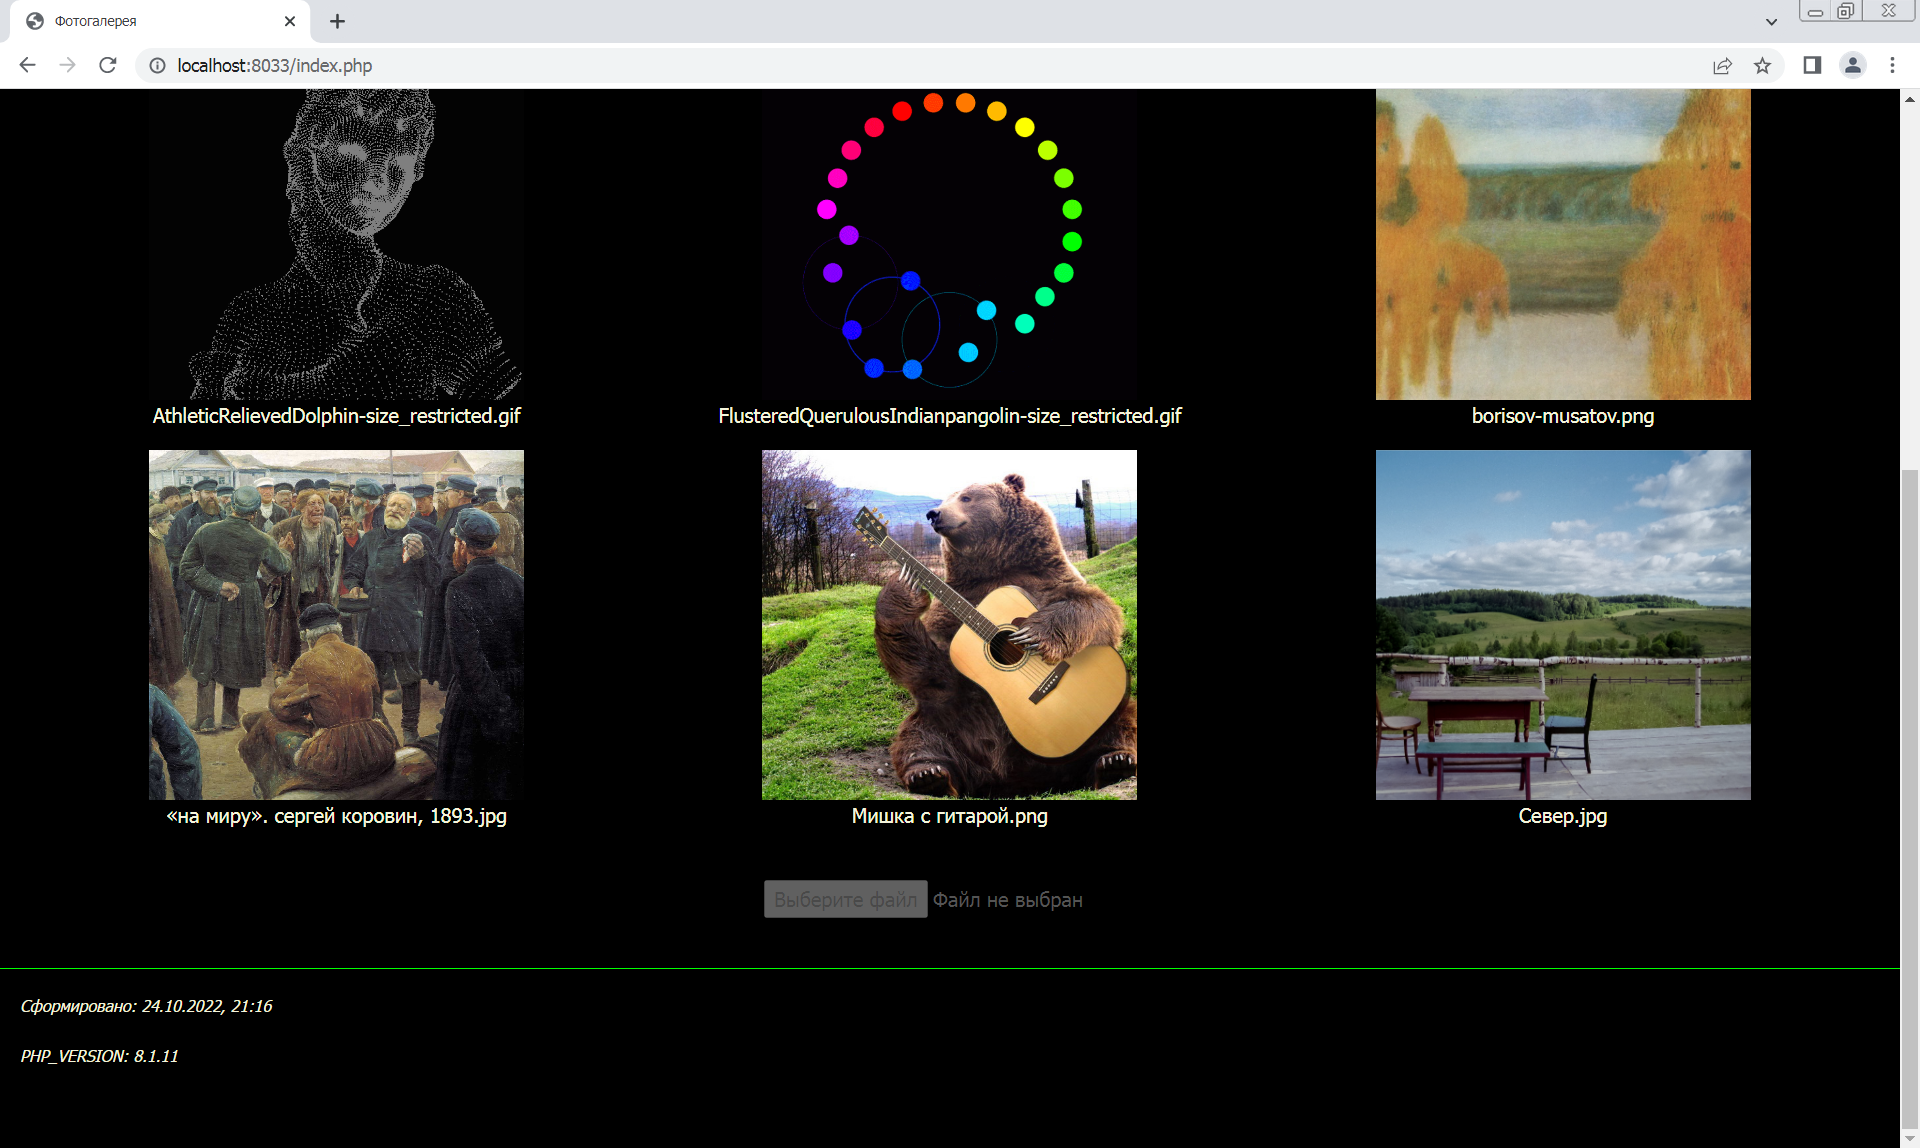 Фотогалерея
localhost:8033/index.php
AthleticRelievedDolphin-size_restricted.gif
FlusteredQuerulousIndianpangolin-size_restricted.gif
borisov-musatov.png
«на миру». сергей коровин, 1893.jpg
Мишка с гитарой.png
Север.jpg
Выберите файл Файл не выбран
Сформировано: 24.10.2022, 21:16
PHP_VERSION: 8.1.11